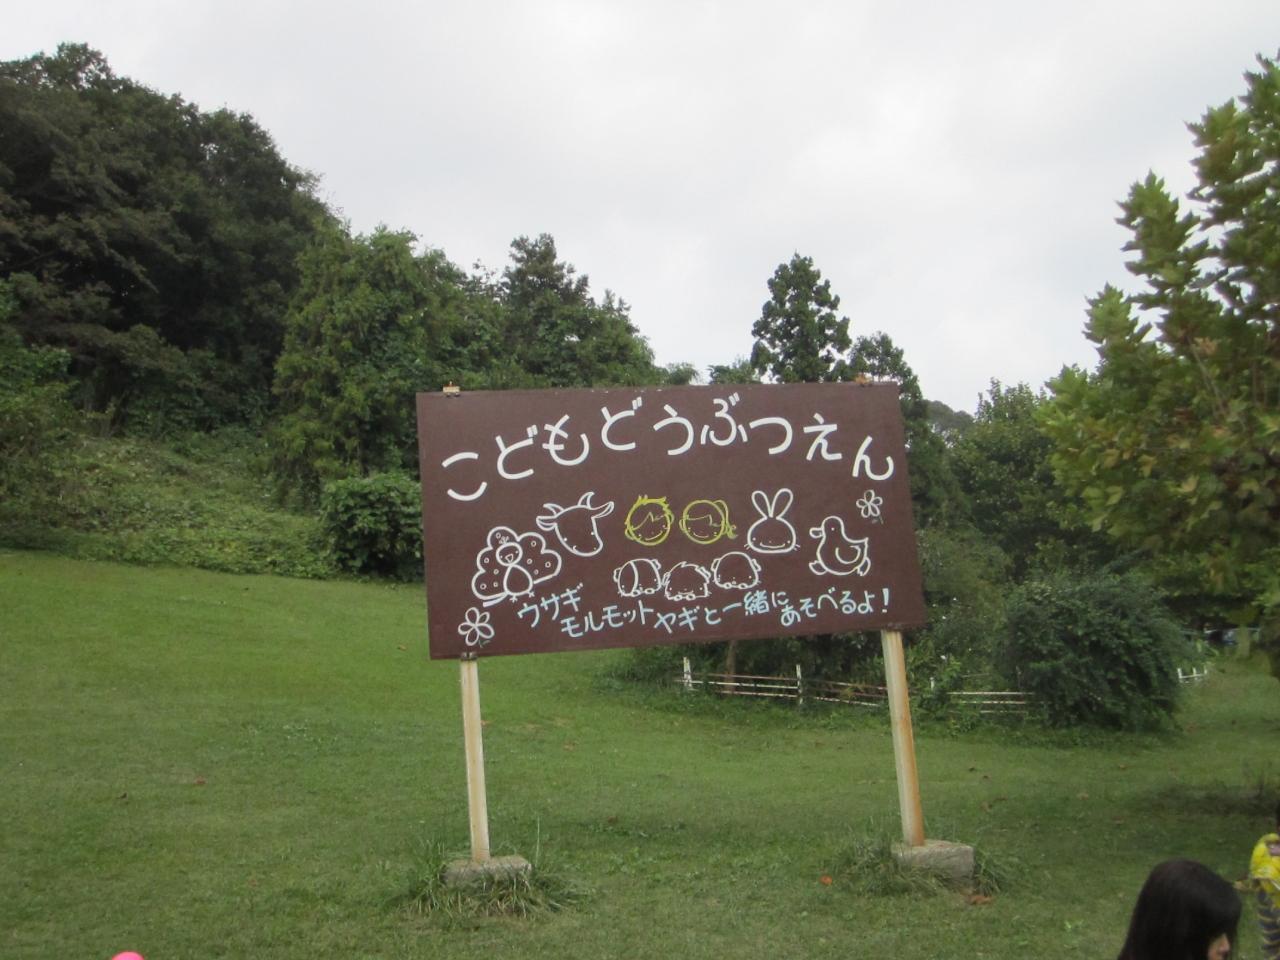 こどもどうぶつえん
ウサギ
モルモット ヤギと一緒にあそべるよ!